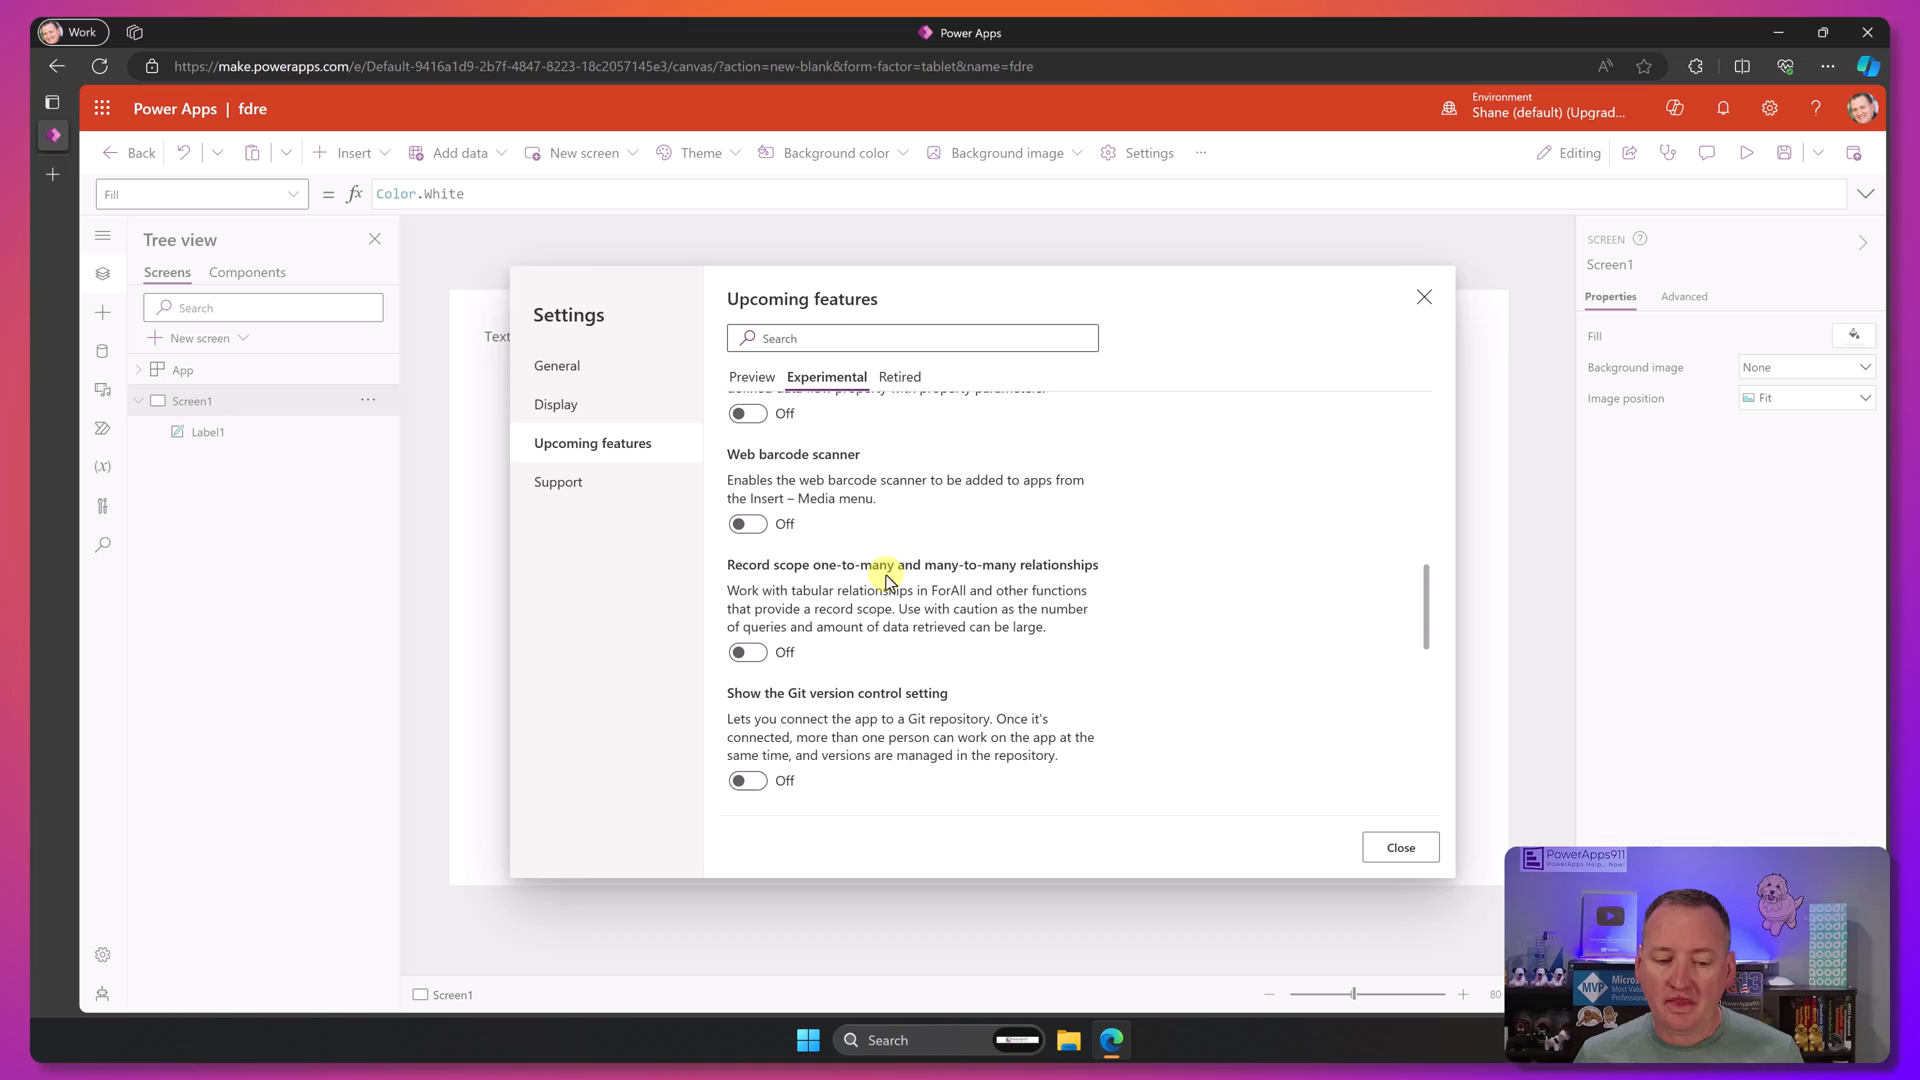 Work
Power Apps
https://make.powerapps.com/e/Default-9416a1d9-2b7f-4847-8223-18c2057145e3/canvas/?action=new-blank&form-factor=tablet&name=fdre
Power Apps | fdre
Environment
Shane (default) (Upgrad...
Back
Insert
Add data
New screen
Theme
Background color
Background image
Settings
Editing
Fill
= fx Color.White
Tree view
Screens Components
Search
New screen
App
Screen1
Label1
Text
Settings
General
Display
Upcoming features
Support
Upcoming features
Search
Preview Experimental Retired
Off
Web barcode scanner
Enables the web barcode scanner to be added to apps from
the Insert – Media menu.
Off
Record scope one-to-many and many-to-many relationships
Work with tabular relationships in ForAll and other functions
that provide a record scope. Use with caution as the number
of queries and amount of data retrieved can be large.
Off
Show the Git version control setting
Lets you connect the app to a Git repository. Once it's
connected, more than one person can work on the app at the
same time, and versions are managed in the repository.
Off
Close
SCREEN
Screen1
Properties Advanced
Fill
Background image None
Image position Fit
Screen1
80
PowerApps911
PowerApps Help... Now!
MVP
Search